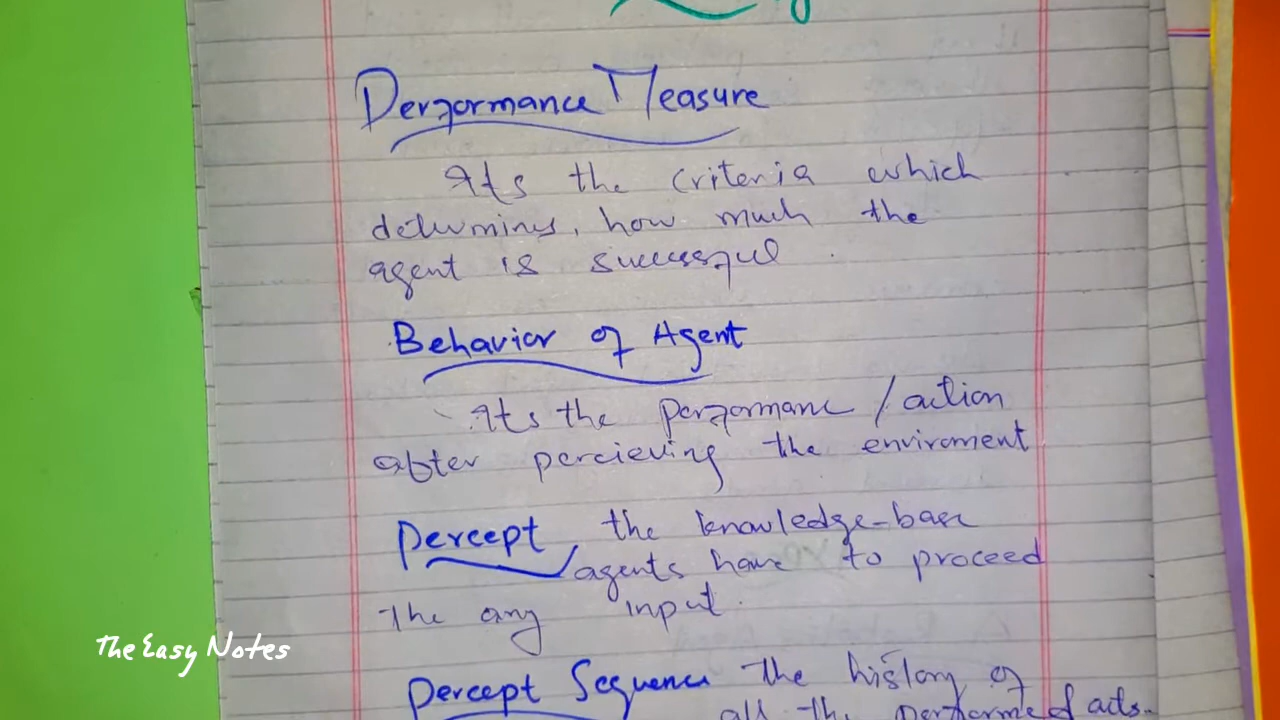 Performance Measure
Its the criteria which
determines, how much the
agent is successful.
Behavior of Agent
Its the performanc / action
after percieving the enviroment
Percept, the knowledge-base
agents have to proceed
the any input.
Percept Sequence the history of
all the performed acts.
The Easy Notes